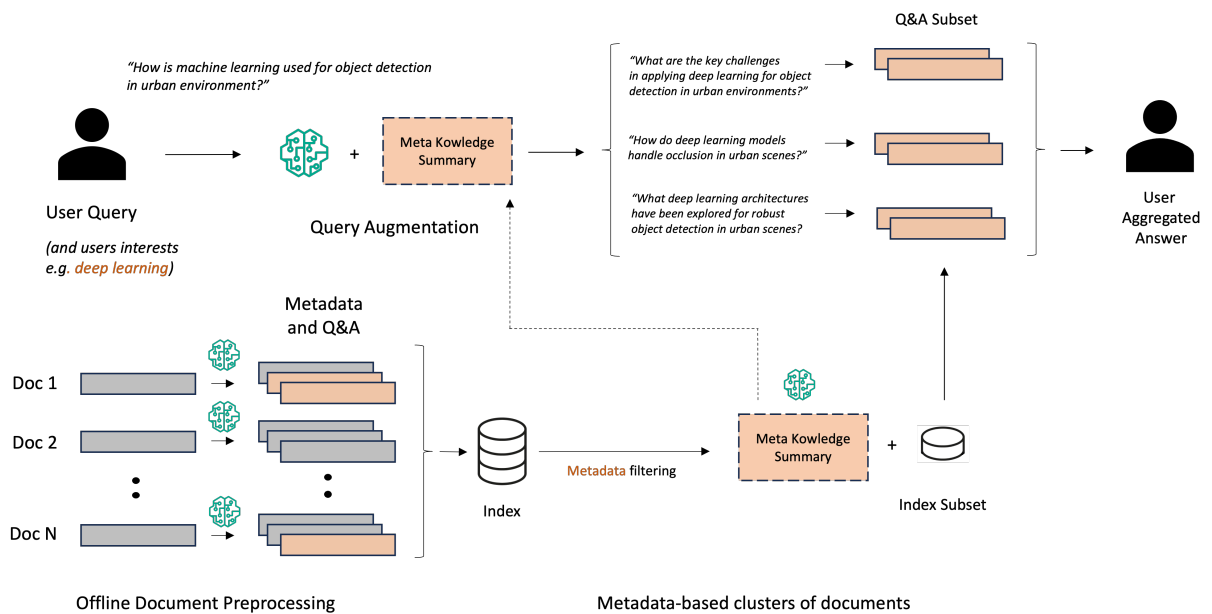 Q&A Subset
“How is machine learning used for object detection
in urban environment?”
“What are the key challenges
in applying deep learning for object
detection in urban environments?”
Meta Kowledge
Summary
+
“How do deep learning models
handle occlusion in urban scenes?”
User Query
Query Augmentation
“What deep learning architectures
have been explored for robust
object detection in urban scenes?
User
Aggregated
Answer
(and users interests
e.g. deep learning)
Metadata
and Q&A
Doc 1
Doc 2
Doc N
Index
Metadata filtering
Meta Kowledge
Summary
+
Index Subset
Offline Document Preprocessing
Metadata-based clusters of documents